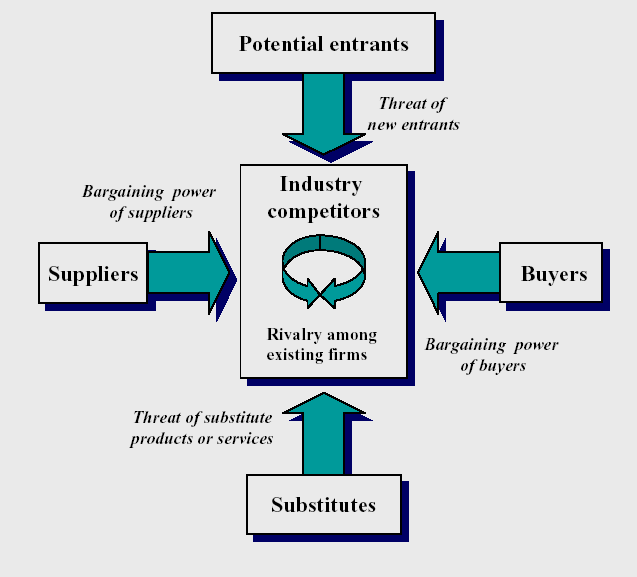 Potential entrants
Threat of
new entrants
Industry
competitors
Bargaining power
of suppliers
Suppliers
Buyers
Rivalry among
existing firms
Bargaining power
of buyers
Threat of substitute
products or services
Substitutes